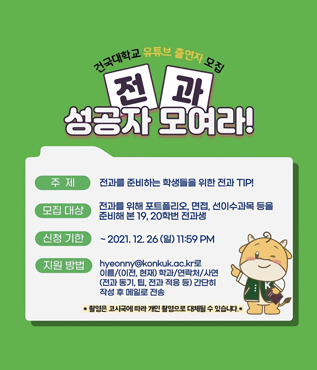 건국대학교 유튜브 출연자 모집
전과
성공자 모여라!
주 제 전과를 준비하는 학생들을 위한 전과 TIP!
모집 대상 전과를 위해 포트폴리오, 면접, 선이수과목 등을
준비해 본 19, 20학번 전과생
신청 기한 ~ 2021. 12. 26 (일) 11:59 PM
지원 방법 hyeonny@konkuk.ac.kr로
이름/(이전, 현재) 학과/연락처/사연
(전과 동기, 팁, 전과 적응 등) 간단히
작성 후 메일로 전송
* 촬영은 코시국에 따라 개인 촬영으로 대체될 수 있습니다.*
K